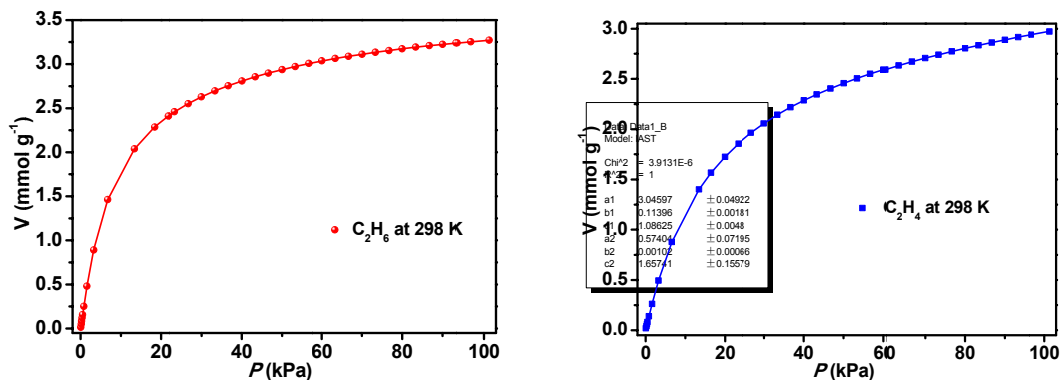 3.5
3.0
2.5
2.0
1.5
1.0
0.5
0.0
V (mmol g⁻¹)
C₂H₆ at 298 K
0 20 40 60 80 100
P (kPa)
4.0
3.0
2.5
2.0
1.5
1.0
0.5
0.0
V (mmol g⁻¹)
Data1_B
Model: AST
Chi^2 = 3.9131E-6
= 1
a1 3.04597 ±0.04922
b1 0.11396 ±0.00181
1.08625 ±0.0048
a2 0.57404 ±0.07195
b2 0.00102 ±0.00066
c2 1.65741 ±0.15579
C₂H₄ at 298 K
0 20 40 60 80 100
P (kPa)